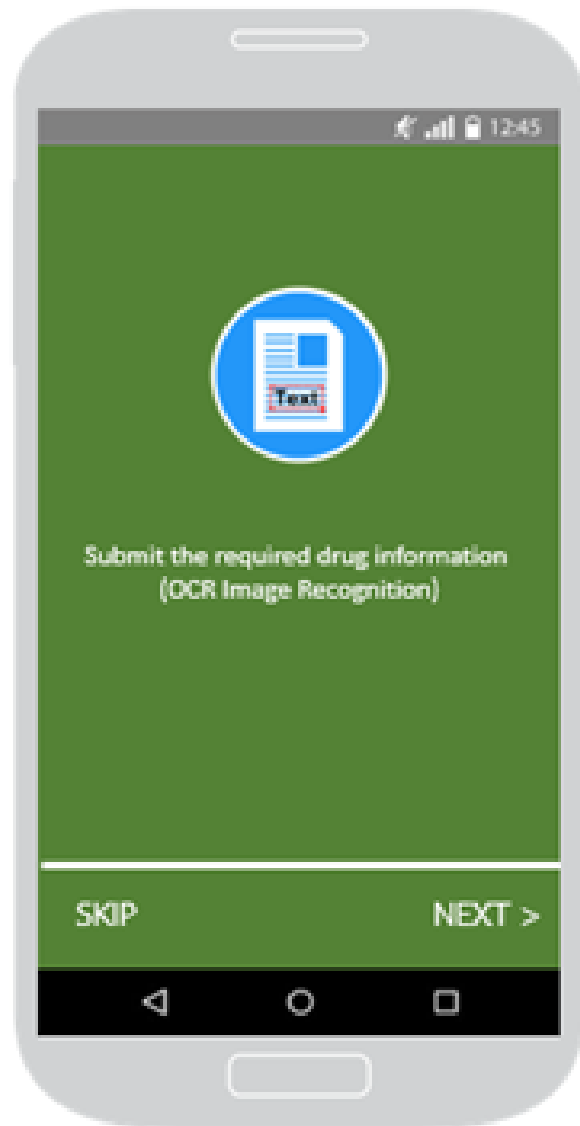 12:45
Text
Submit the required drug information
(OCR Image Recognition)
SKIP NEXT >